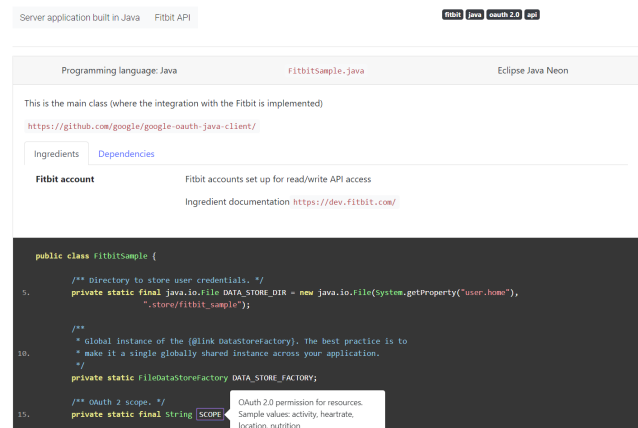 Server application built in Java Fitbit API
fitbit java oauth 2.0 api
Programming language: Java FitbitSample.java Eclipse Java Neon
This is the main class (where the integration with the Fitbit is implemented)
https://github.com/google/google-oauth-java-client/
Ingredients Dependencies
Fitbit account Fitbit accounts set up for read/write API access
Ingredient documentation https://dev.fitbit.com/
public class FitbitSample {
/** Directory to store user credentials. */
5. private static final java.io.File DATA_STORE_DIR = new java.io.File(System.getProperty("user.home"),
".store/fitbit_sample");
/**
* Global instance of the {@link DataStoreFactory}. The best practice is to
10. * make it a single globally shared instance across your application.
*/
private static FileDataStoreFactory DATA_STORE_FACTORY;
/** OAuth 2 scope. */
15. private static final String SCOPE
OAuth 2.0 permission for resources.
Sample values: activity, heartrate,
location, nutrition